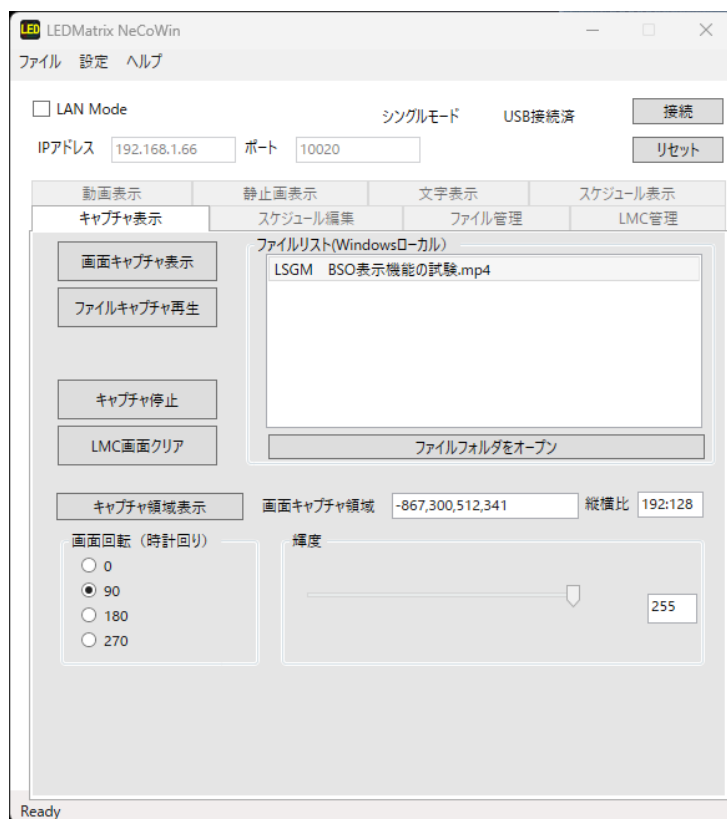 LED LEDMatrix NeCoWin
ファイル 設定 ヘルプ
LAN Mode シングルモード USB接続済 接続
IPアドレス 192.168.1.66 ポート 10020 リセット
動画表示 静止画表示 文字表示 スケジュール表示
キャプチャ表示 スケジュール編集 ファイル管理 LMC管理
画面キャプチャ表示
ファイルキャプチャ再生
キャプチャ停止
LMC画面クリア
ファイルリスト(Windowsローカル)
LSGM BSO表示機能の試験.mp4
ファイルフォルダをオープン
キャプチャ領域表示 画面キャプチャ領域 -867,300,512,341 縦横比 192:128
画面回転（時計回り）
0
90
180
270
輝度
255
Ready